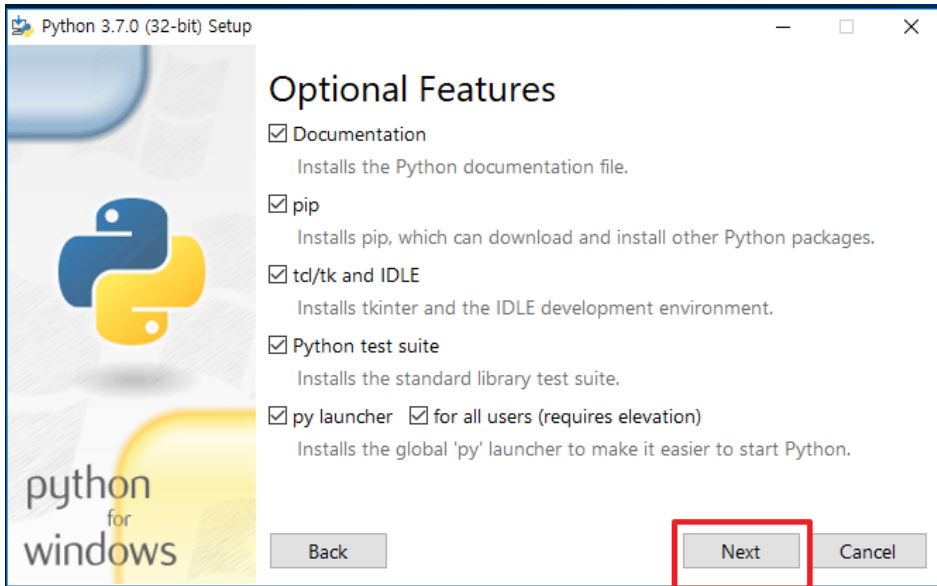 Python 3.7.0 (32-bit) Setup
Optional Features
Documentation
Installs the Python documentation file.
pip
Installs pip, which can download and install other Python packages.
tcl/tk and IDLE
Installs tkinter and the IDLE development environment.
Python test suite
Installs the standard library test suite.
py launcher for all users (requires elevation)
Installs the global 'py' launcher to make it easier to start Python.
python
for
windows
Back Next Cancel